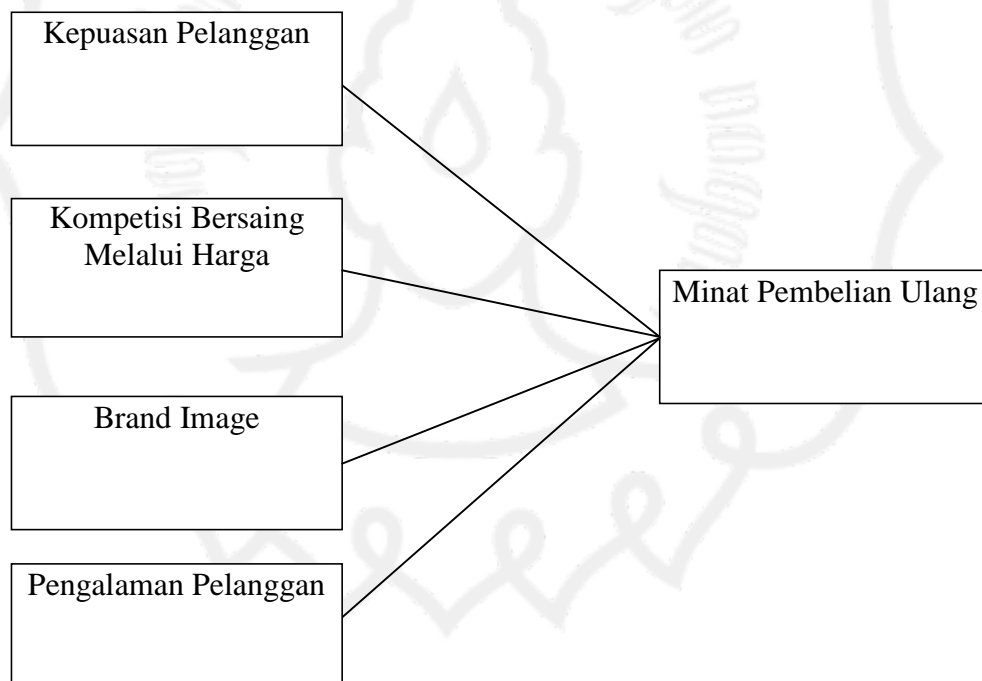 Kepuasan Pelanggan
Kompetisi Bersaing
Melalui Harga
Minat Pembelian Ulang
Brand Image
Pengalaman Pelanggan